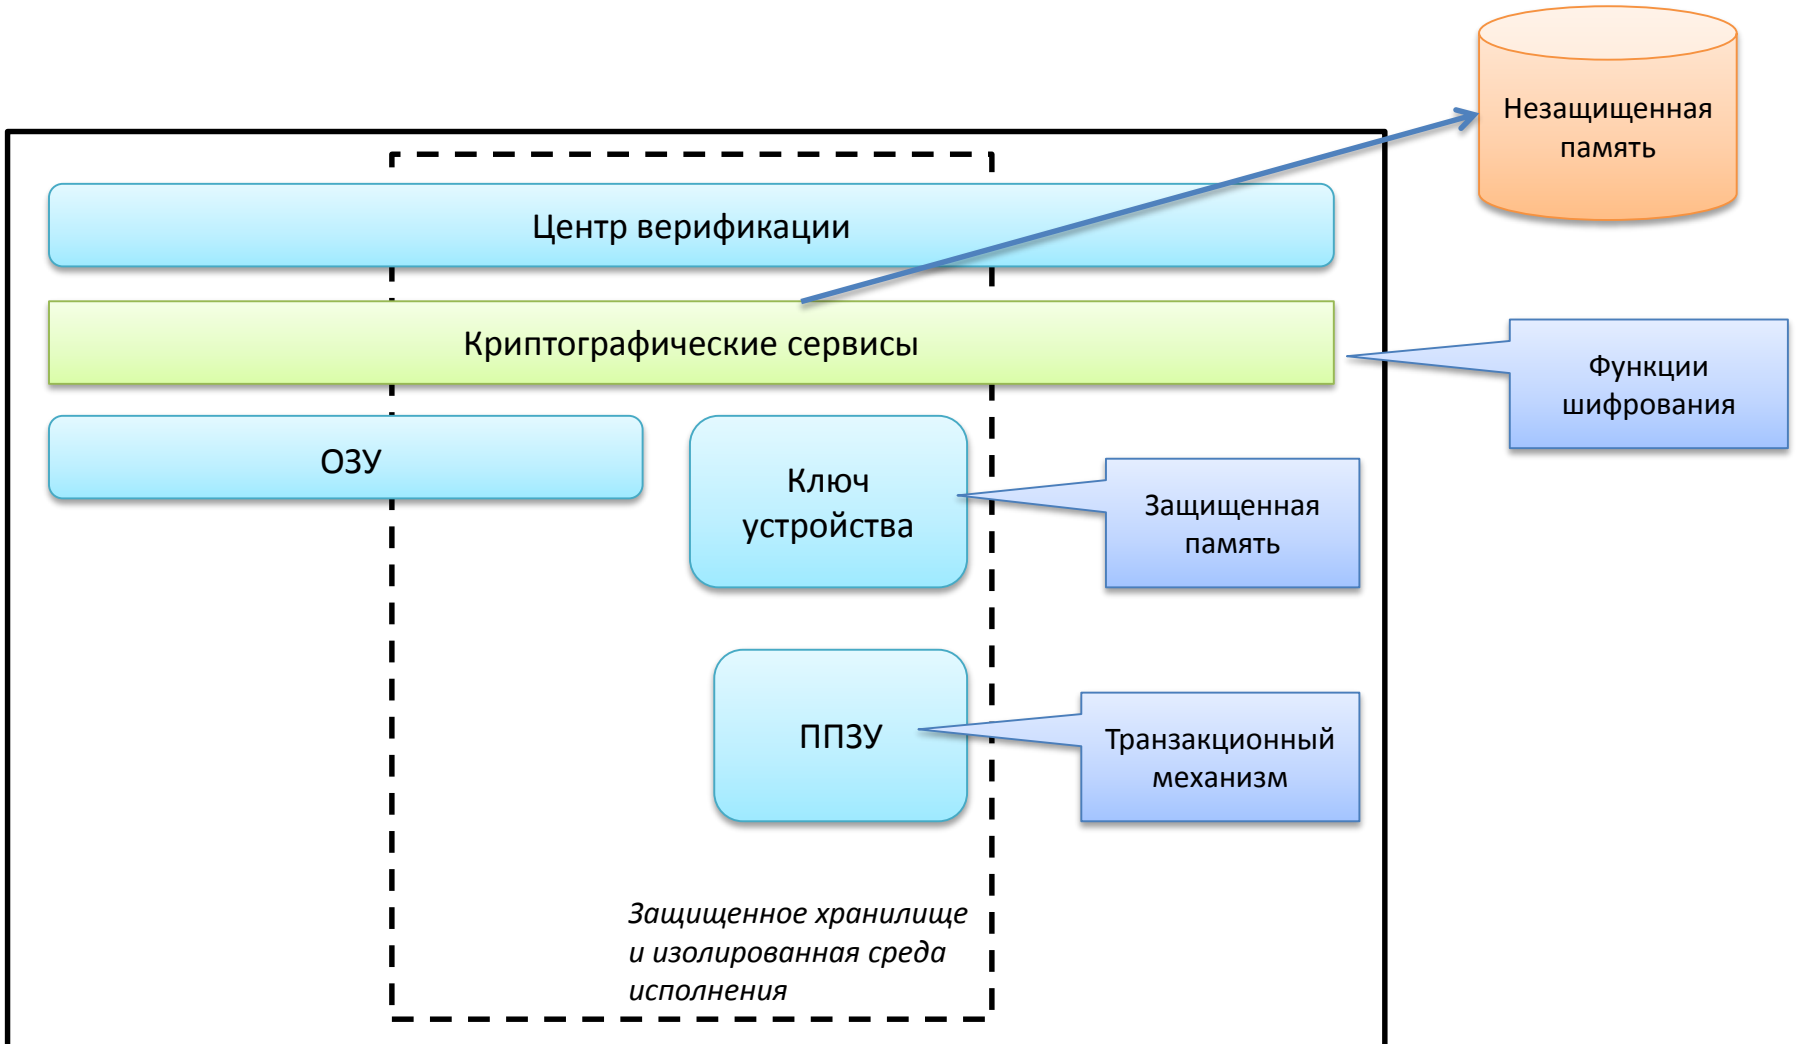 Незащищенная
память
Центр верификации
Криптографические сервисы
Функции
шифрования
ОЗУ
Ключ
устройства
Защищенная
память
ППЗУ
Транзакционный
механизм
Защищенное хранилище
и изолированная среда
исполнения